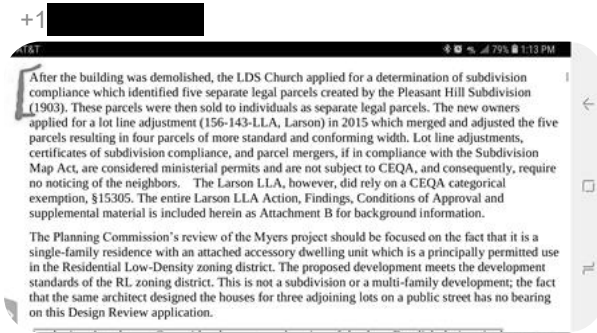 +1
AT&T 79% 1:13 PM
After the building was demolished, the LDS Church applied for a determination of subdivision
compliance which identified five separate legal parcels created by the Pleasant Hill Subdivision
(1903). These parcels were then sold to individuals as separate legal parcels. The new owners
applied for a lot line adjustment (156-143-LLA, Larson) in 2015 which merged and adjusted the five
parcels resulting in four parcels of more standard and conforming width. Lot line adjustments,
certificates of subdivision compliance, and parcel mergers, if in compliance with the Subdivision
Map Act, are considered ministerial permits and are not subject to CEQA, and consequently, require
no noticing of the neighbors. The Larson LLA, however, did rely on a CEQA categorical
exemption, §15305. The entire Larson LLA Action, Findings, Conditions of Approval and
supplemental material is included herein as Attachment B for background information.
The Planning Commission's review of the Myers project should be focused on the fact that it is a
single-family residence with an attached accessory dwelling unit which is a principally permitted use
in the Residential Low-Density zoning district. The proposed development meets the development
standards of the RL zoning district. This is not a subdivision or a multi-family development; the fact
that the same architect designed the houses for three adjoining lots on a public street has no bearing
on this Design Review application.